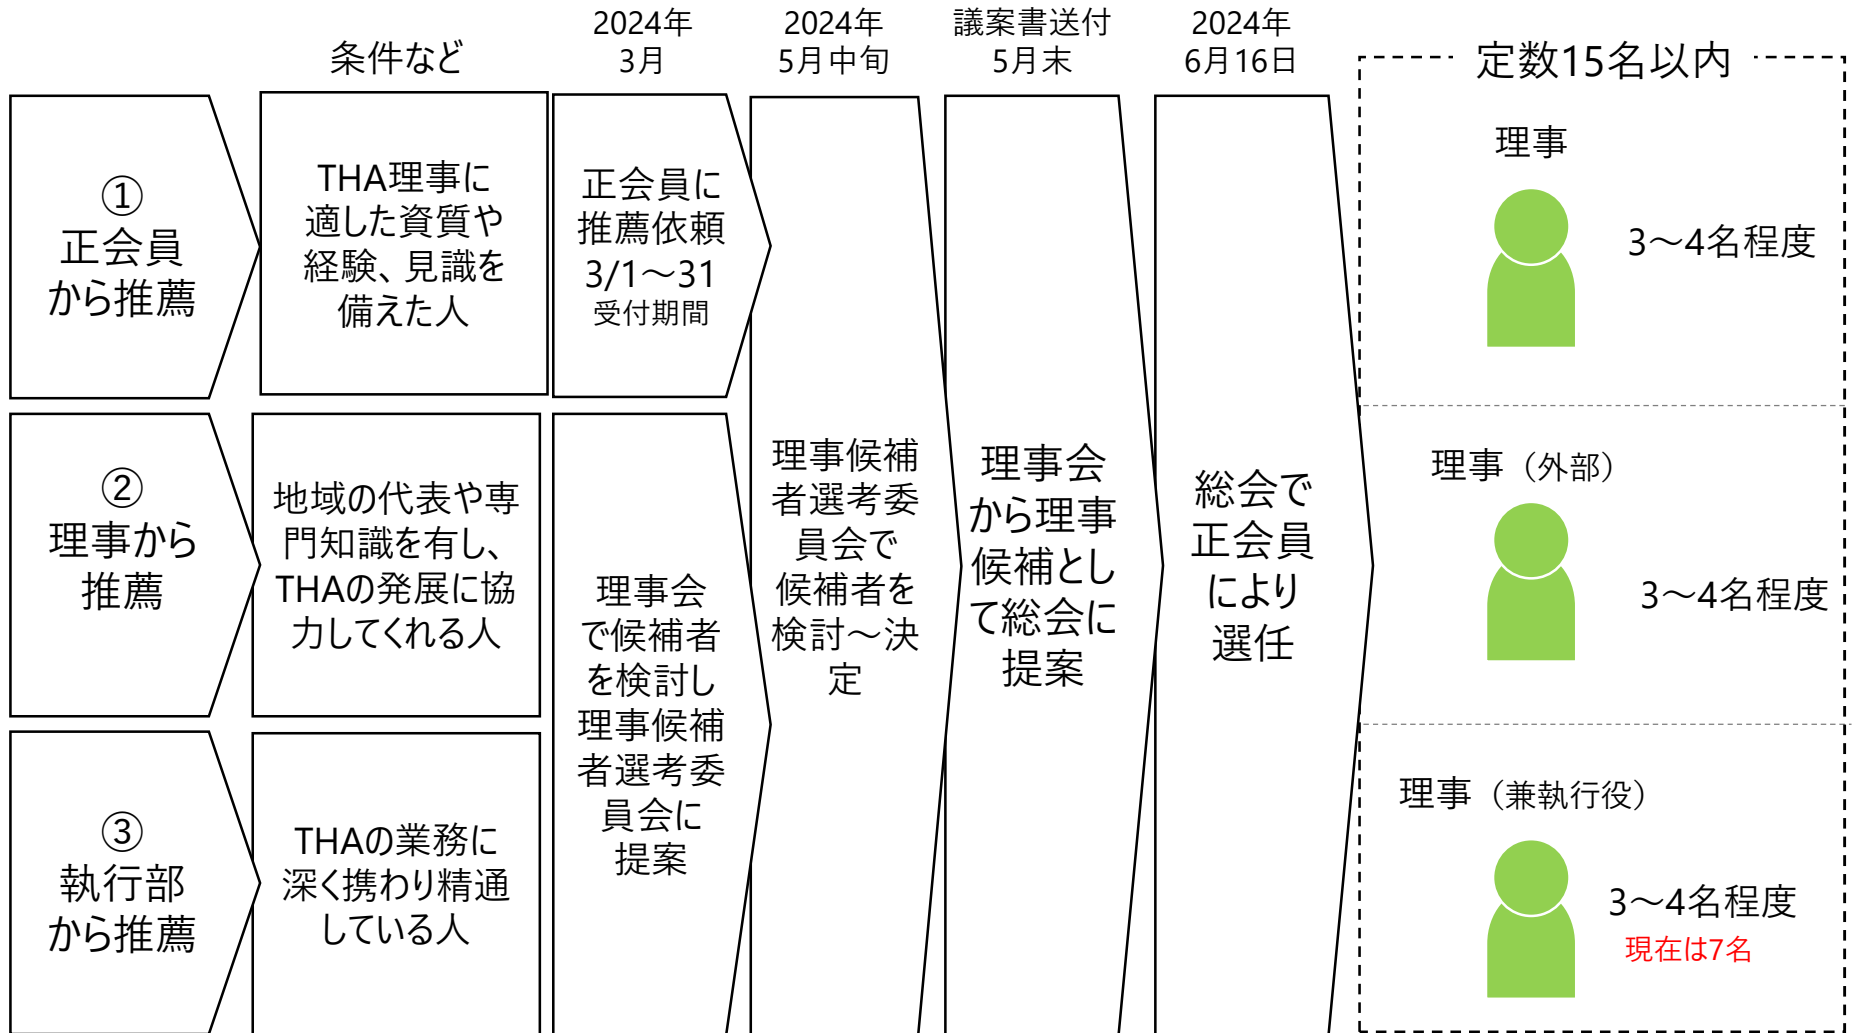 条件など
2024年
3月
2024年
5月中旬
議案書送付
5月末
2024年
6月16日
定数15名以内
①
正会員
から推薦
THA理事に
適した資質や
経験、見識を
備えた人
正会員に
推薦依頼
3/1～31
受付期間
②
理事から
推薦
地域の代表や専
門知識を有し、
THAの発展に協
力してくれる人
③
執行部
から推薦
THAの業務に
深く携わり精通
している人
理事会
で候補者
を検討し
理事候補
者選考委
員会に
提案
理事候補
者選考委
員会で
候補者を
検討～決
定
理事会
から理事
候補とし
て総会に
提案
総会で
正会員
により
選任
理事
3～4名程度
理事（外部）
3～4名程度
理事（兼執行役）
3～4名程度
現在は7名